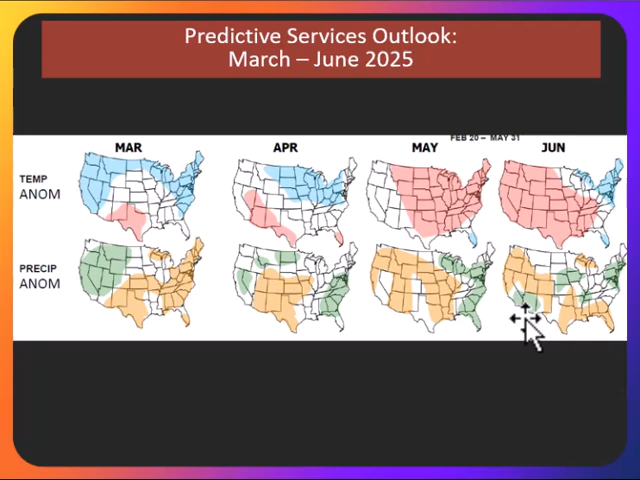 Predictive Services Outlook:
March – June 2025
FEB 20 – MAY 31
MAR APR MAY JUN
TEMP
ANOM
PRECIP
ANOM